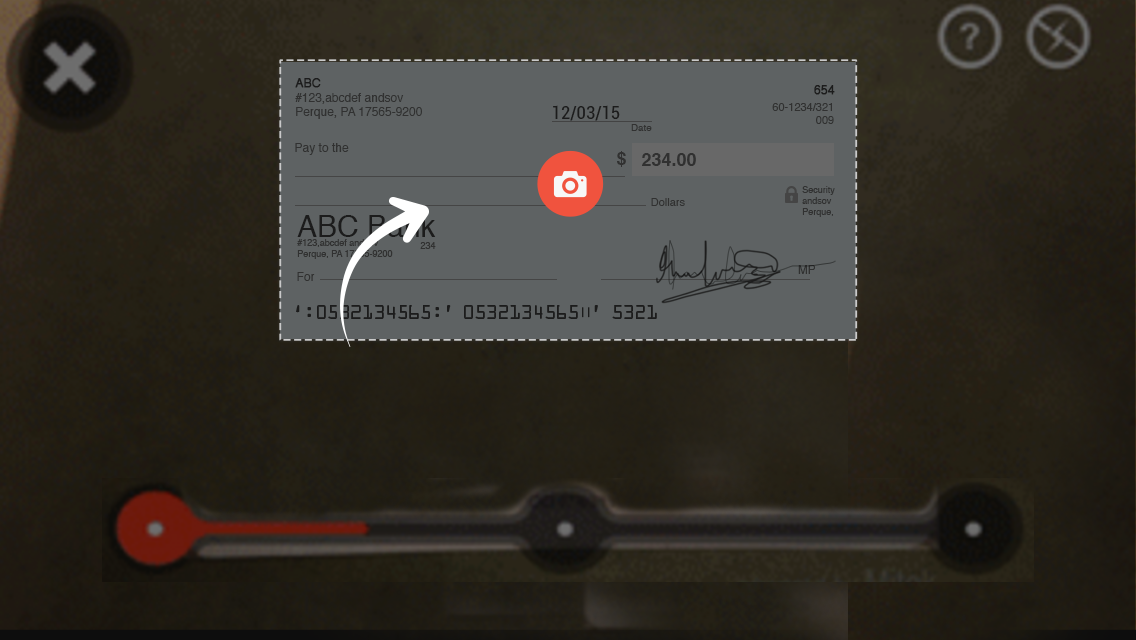 ABC
#123,abcdef andsov
Perque, PA 17565-9200
654
60-1234/321
009
12/03/15
Date
Pay to the
$ 234.00
Dollars
Security
andsov
Perque,
ABC Bank
#123,abcdef
234
Perque, PA 17565-9200
For
MP
':0532134565:' 0532134565II' 5321
?